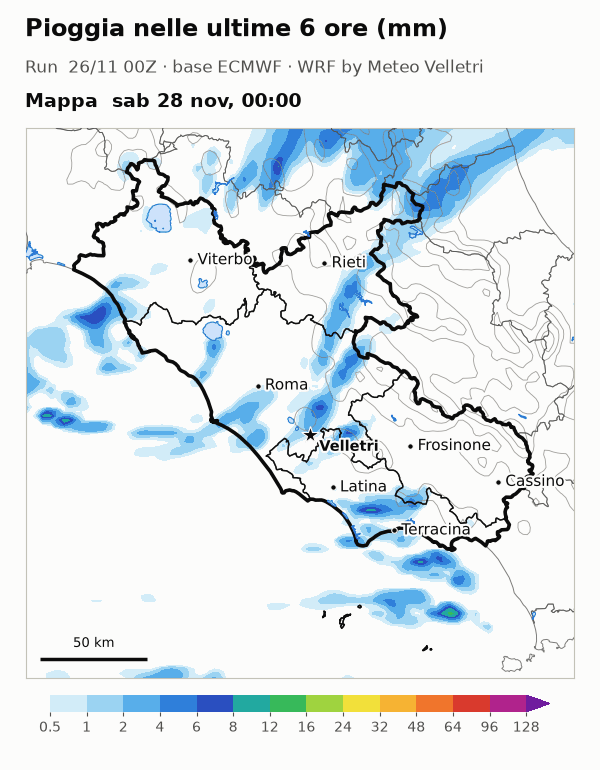 Pioggia nelle ultime 6 ore (mm)
Run  26/11 00Z · base ECMWF · WRF by Meteo Velletri
Mappa  sab 28 nov, 00:00
Viterbo
Rieti
Roma
Velletri
Frosinone
Latina
Cassino
Terracina
50 km
0.5 1 2 4 6 8 12 16 24 32 48 64 96 128